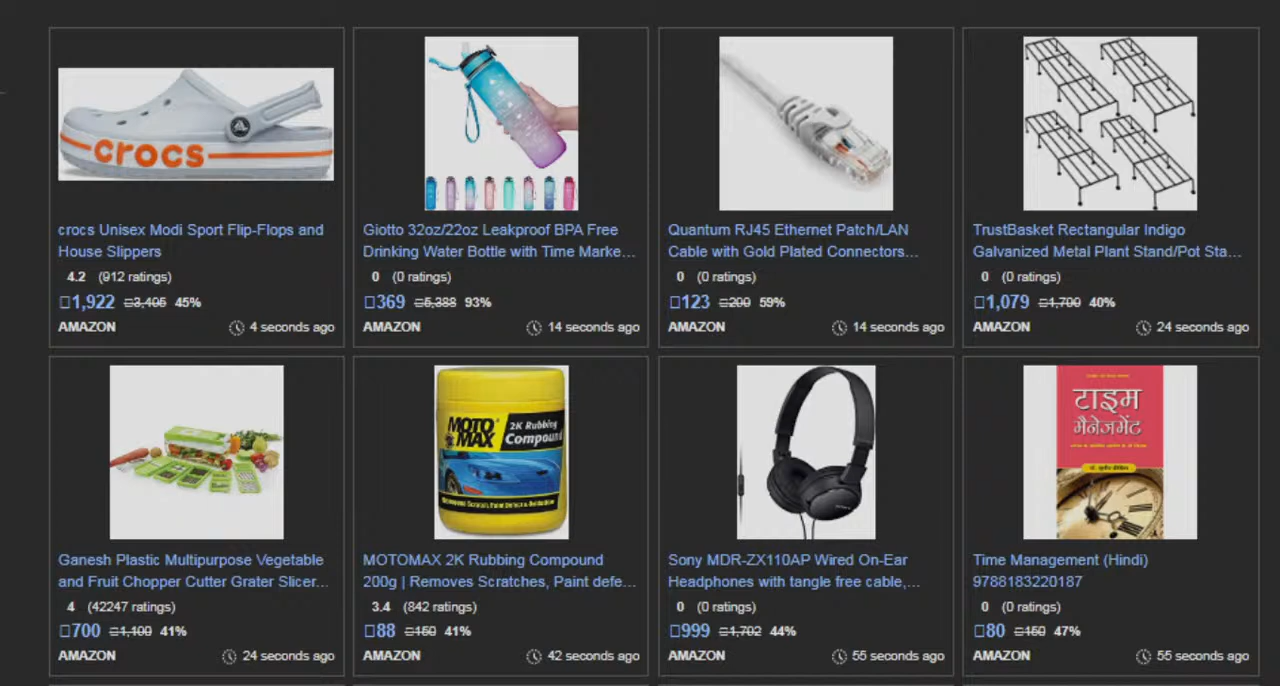 crocs
crocs Unisex Modi Sport Flip-Flops and
House Slippers
4.2 (912 ratings)
1,922 3,405 45%
AMAZON 4 seconds ago
Giotto 32oz/22oz Leakproof BPA Free
Drinking Water Bottle with Time Marke...
0 (0 ratings)
369 5,388 93%
AMAZON 14 seconds ago
Quantum RJ45 Ethernet Patch/LAN
Cable with Gold Plated Connectors...
0 (0 ratings)
123 299 59%
AMAZON 14 seconds ago
TrustBasket Rectangular Indigo
Galvanized Metal Plant Stand/Pot Sta...
0 (0 ratings)
1,079 1,799 40%
AMAZON 24 seconds ago
Ganesh Plastic Multipurpose Vegetable
and Fruit Chopper Cutter Grater Slicer...
4 (42247 ratings)
700 41%
AMAZON 24 seconds ago
MOTO
MAX
2K Rubbing
Compound
MOTOMAX 2K Rubbing Compound
200g | Removes Scratches, Paint defe...
3.4 (842 ratings)
88 150 41%
AMAZON 42 seconds ago
SONY
Sony MDR-ZX110AP Wired On-Ear
Headphones with tangle free cable,...
0 (0 ratings)
999 44%
AMAZON 55 seconds ago
टाइम
मैनेजमेंट
Time Management (Hindi)
9788183220187
0 (0 ratings)
80 150 47%
AMAZON 55 seconds ago